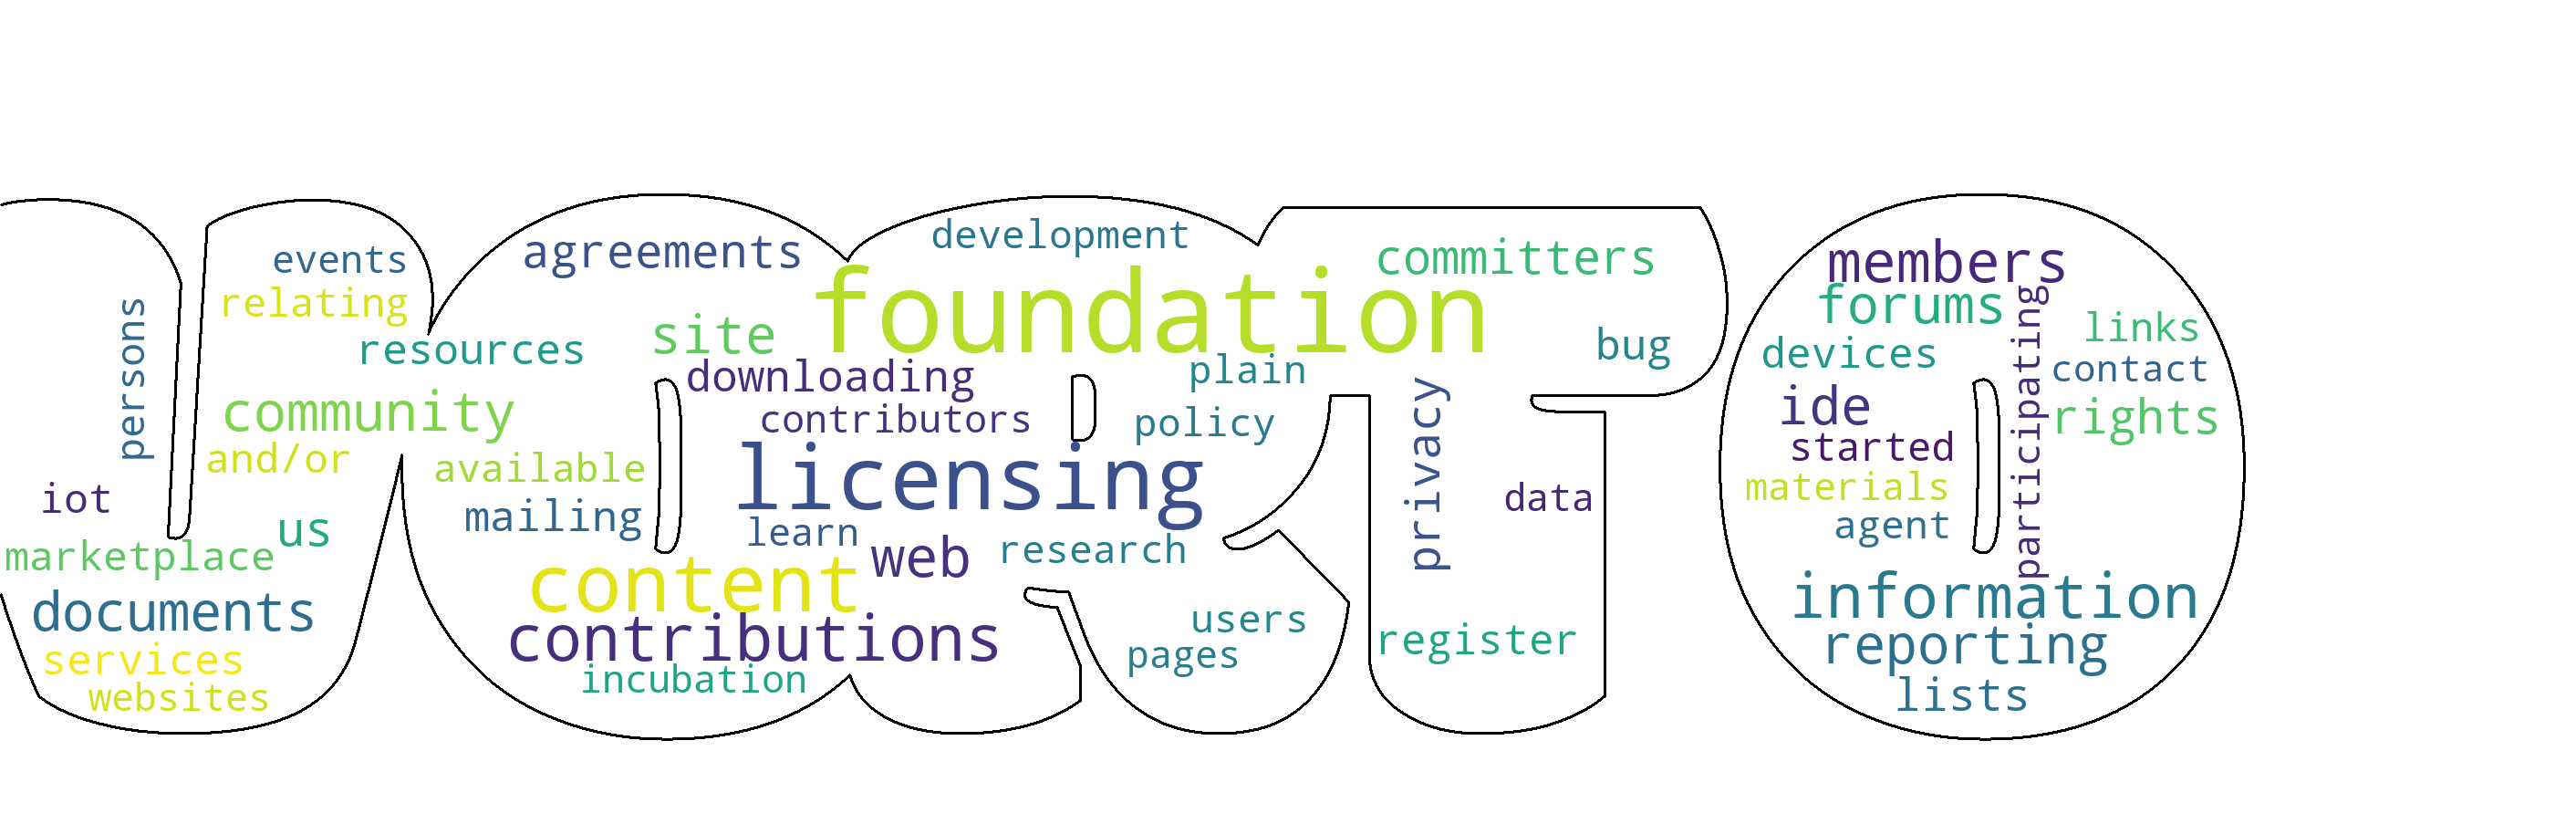 events
relating
persons
resources
community
and/or
iot
us
marketplace
documents
services
websites
agreements
development
committers
foundation
site
downloading
plain
bug
contributors
policy
privacy
available
licensing
mailing
learn
web
research
data
content
contributions
incubation
users
pages
register
members
forums
participating
links
devices
contact
ide
rights
started
materials
agent
information
reporting
lists